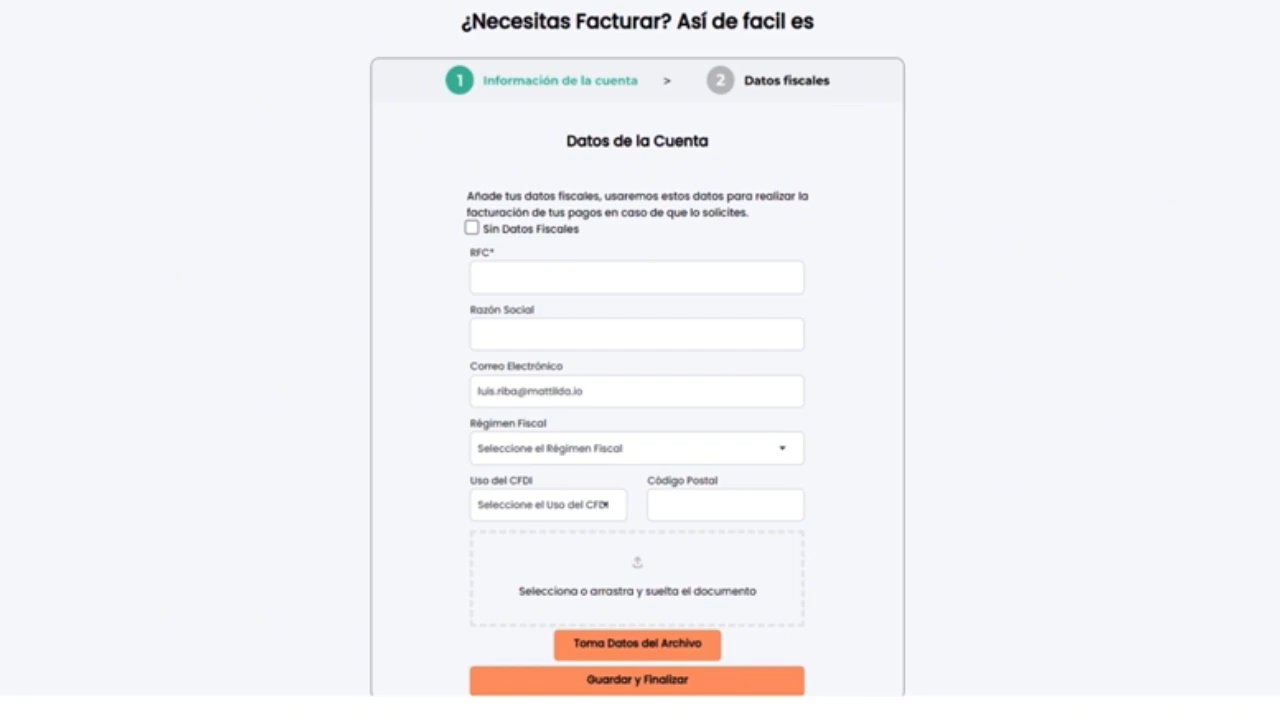 ¿Necesitas Facturar? Así de facil es
1 Información de la cuenta > 2 Datos fiscales
Datos de la Cuenta
Añade tus datos fiscales, usaremos estos datos para realizar la
facturación de tus pagos en caso de que lo solicites.
Sin Datos Fiscales
RFC*
Razón Social
Correo Electrónico
luis.riba@mattilda.io
Régimen Fiscal
Seleccione el Régimen Fiscal
Uso del CFDI Código Postal
Seleccione el Uso del CFDI
Selecciona o arrastra y suelta el documento
Toma Datos del Archivo
Guardar y Finalizar